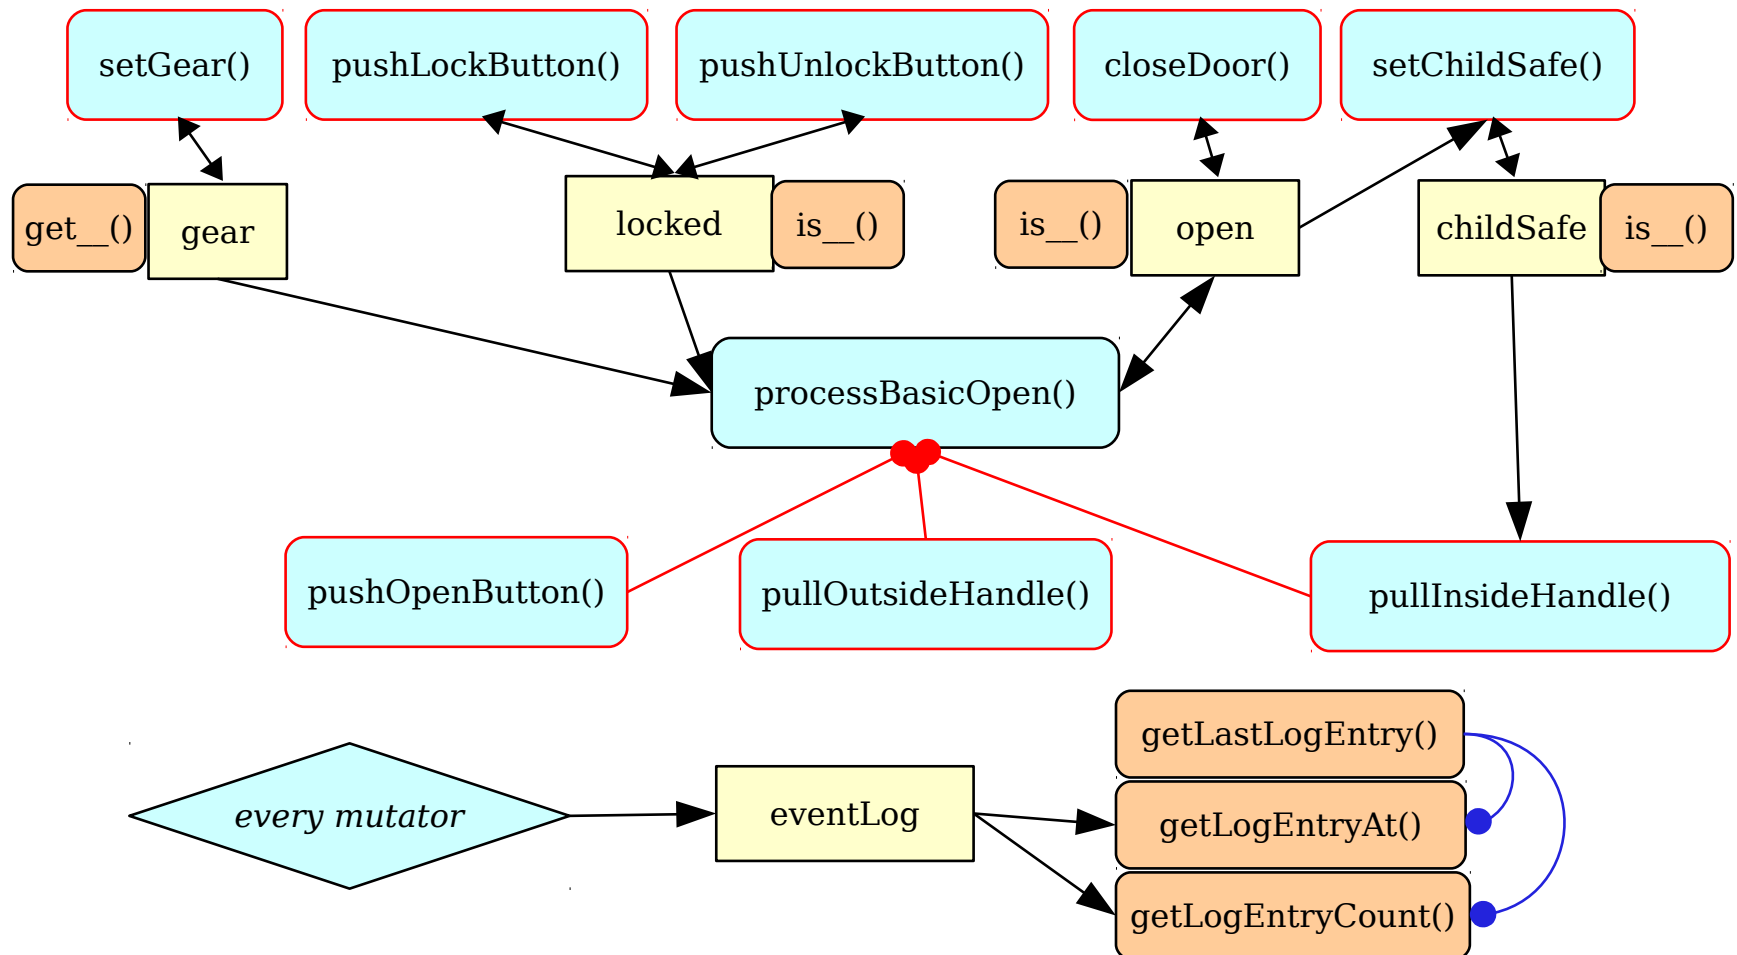 setGear()
pushLockButton()
pushUnlockButton()
closeDoor()
setChildSafe()
get__()
gear
locked
is__()
is__()
open
childSafe
is__()
processBasicOpen()
pushOpenButton()
pullOutsideHandle()
pullInsideHandle()
every mutator
eventLog
getLastLogEntry()
getLogEntryAt()
getLogEntryCount()